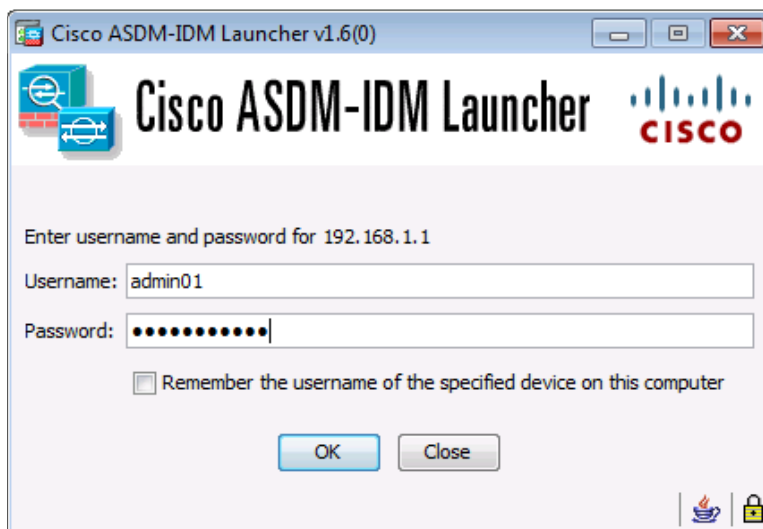 Cisco ASDM-IDM Launcher v1.6(0)
Cisco ASDM-IDM Launcher
CISCO
Enter username and password for 192.168.1.1
Username: admin01
Password: ●●●●●●●●●●●
Remember the username of the specified device on this computer
OK Close